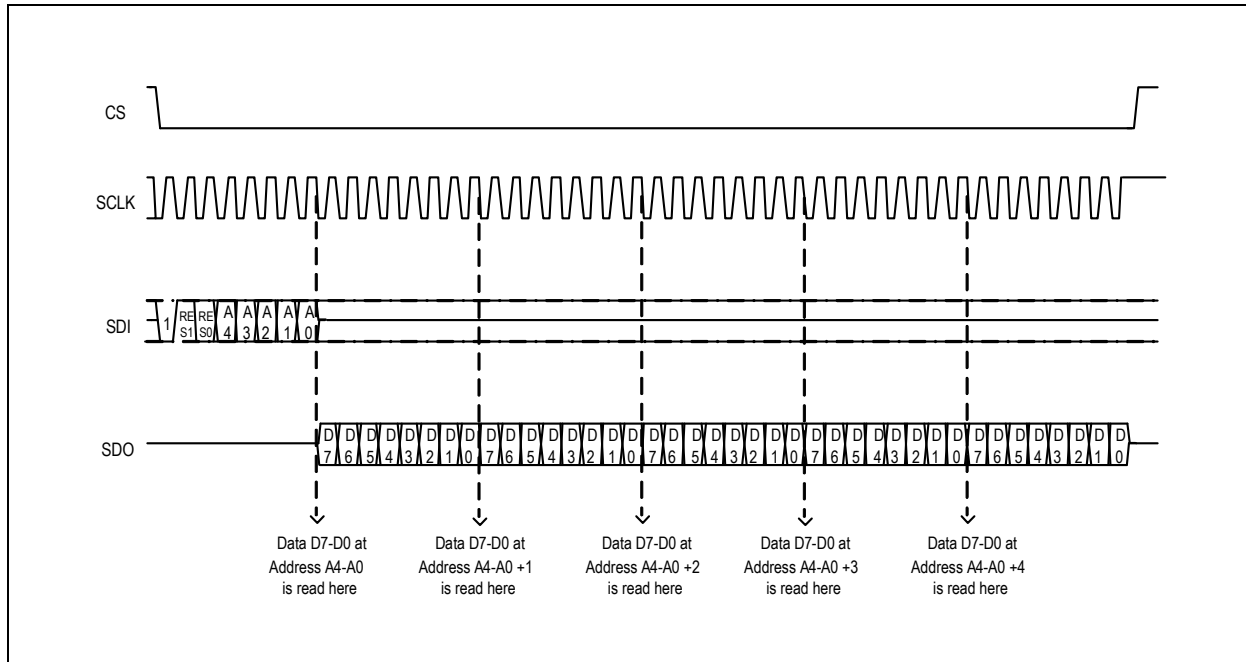 CS
SCLK
SDI
1 RE S1 RE S0 A 4 A 3 A 2 A 1 A 0
SDO
D 7 D 6 D 5 D 4 D 3 D 2 D 1 D 0 D 7 D 6 D 5 D 4 D 3 D 2 D 1 D 0 D 7 D 6 D 5 D 4 D 3 D 2 D 1 D 0 D 7 D 6 D 5 D 4 D 3 D 2 D 1 D 0 D 7 D 6 D 5 D 4 D 3 D 2 D 1 D 0
Data D7-D0 at
Address A4-A0
is read here
Data D7-D0 at
Address A4-A0 +1
is read here
Data D7-D0 at
Address A4-A0 +2
is read here
Data D7-D0 at
Address A4-A0 +3
is read here
Data D7-D0 at
Address A4-A0 +4
is read here